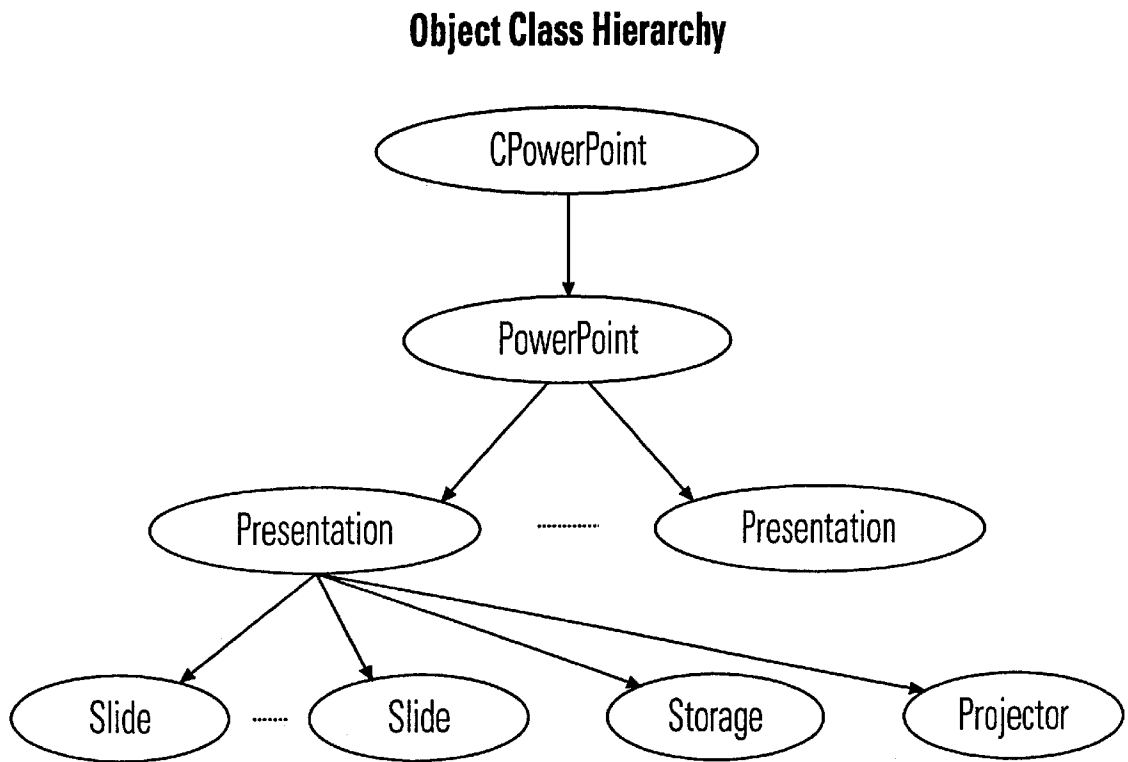 Object Class Hierarchy
CPowerPoint
PowerPoint
Presentation
Presentation
Slide
Slide
Storage
Projector